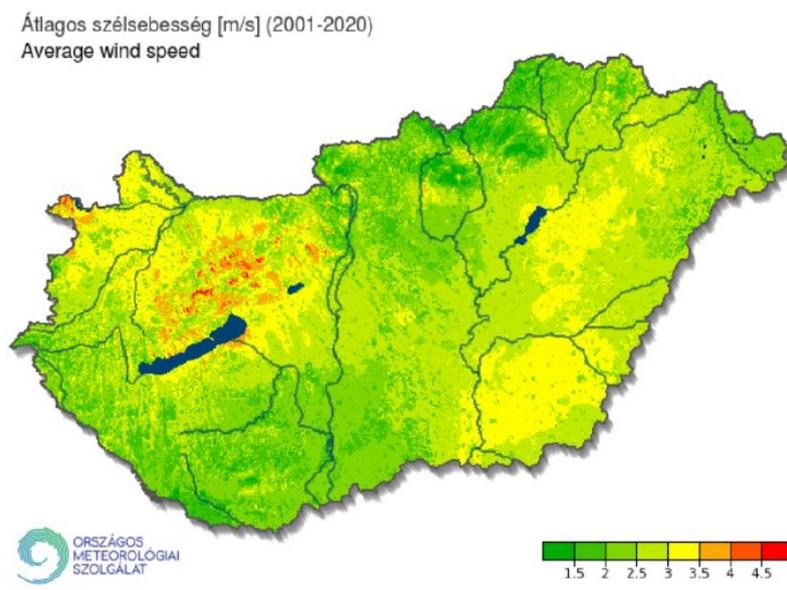 Átlagos szélsebesség [m/s] (2001-2020)
Average wind speed
ORSZÁGOS
METEOROLÓGIAI
SZOLGÁLAT
1.5 2 2.5 3 3.5 4 4.5